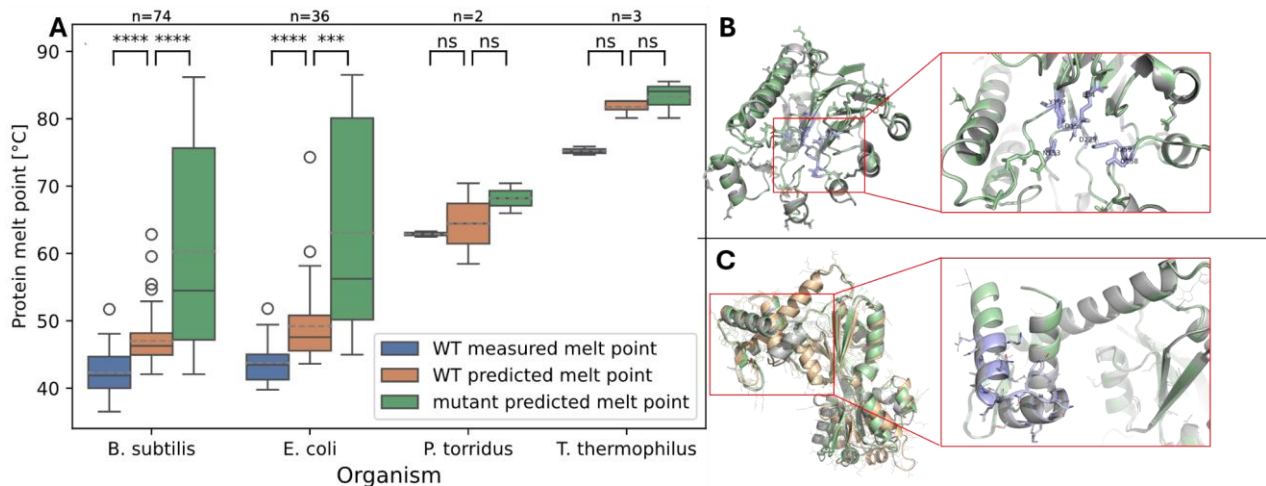 A
n=74 n=36 n=2 n=3
**** **** **** *** ns ns ns ns
Protein melt point [°C]
90
80
70
60
50
40
WT measured melt point
WT predicted melt point
mutant predicted melt point
B. subtilis E. coli P. torridus T. thermophilus
Organism
B
C